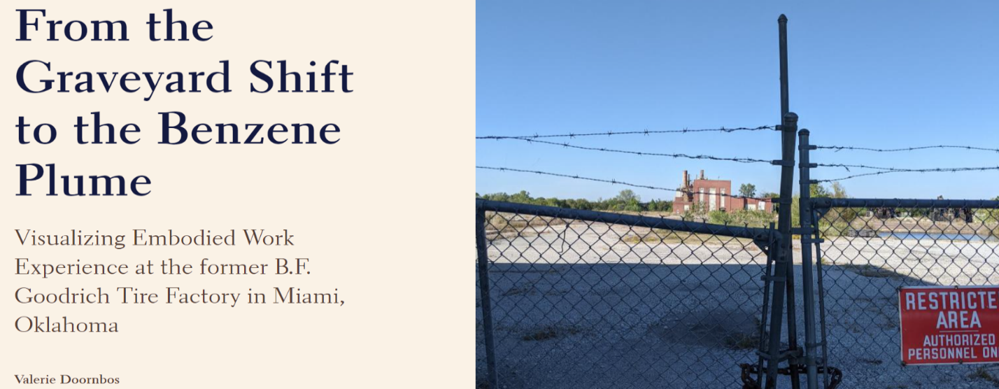 From the
Graveyard Shift
to the Benzene
Plume
Visualizing Embodied Work
Experience at the former B.F.
Goodrich Tire Factory in Miami,
Oklahoma
Valerie Doornbos
RESTRICTE
AREA
AUTHORIZED
PERSONNEL ON